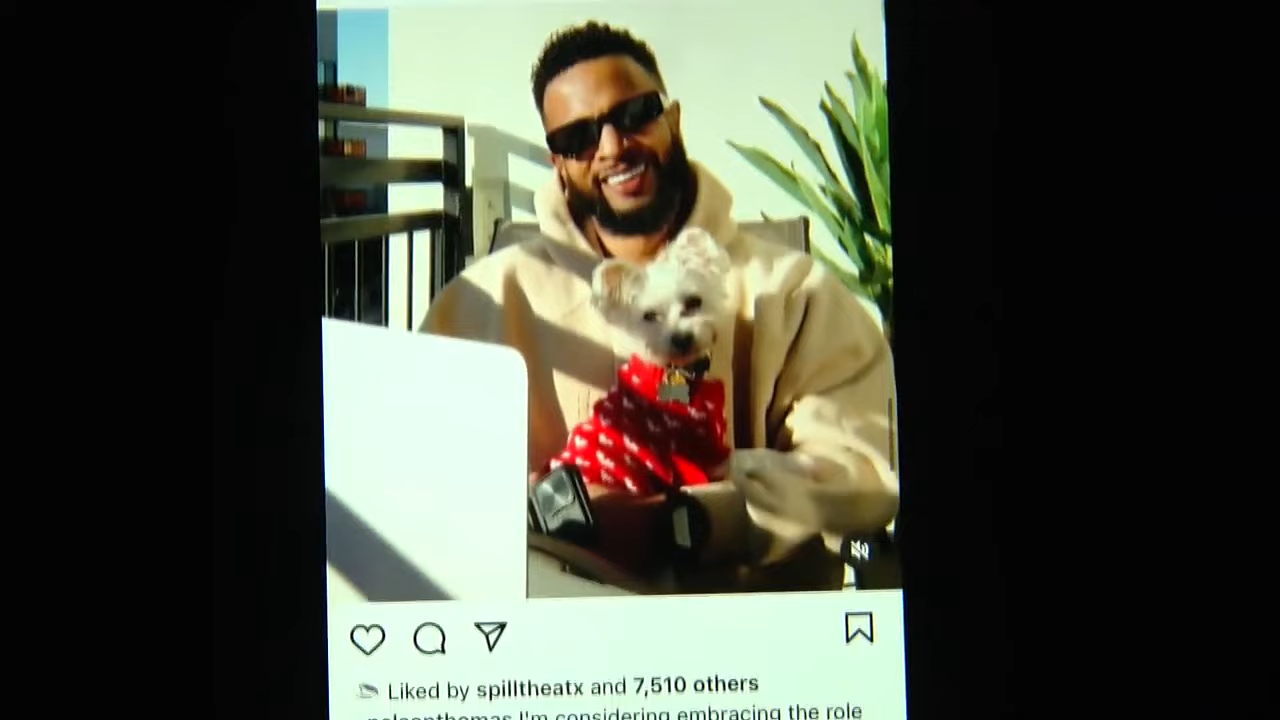 Liked by spilltheatx and 7,510 others
I'm considering embracing the role